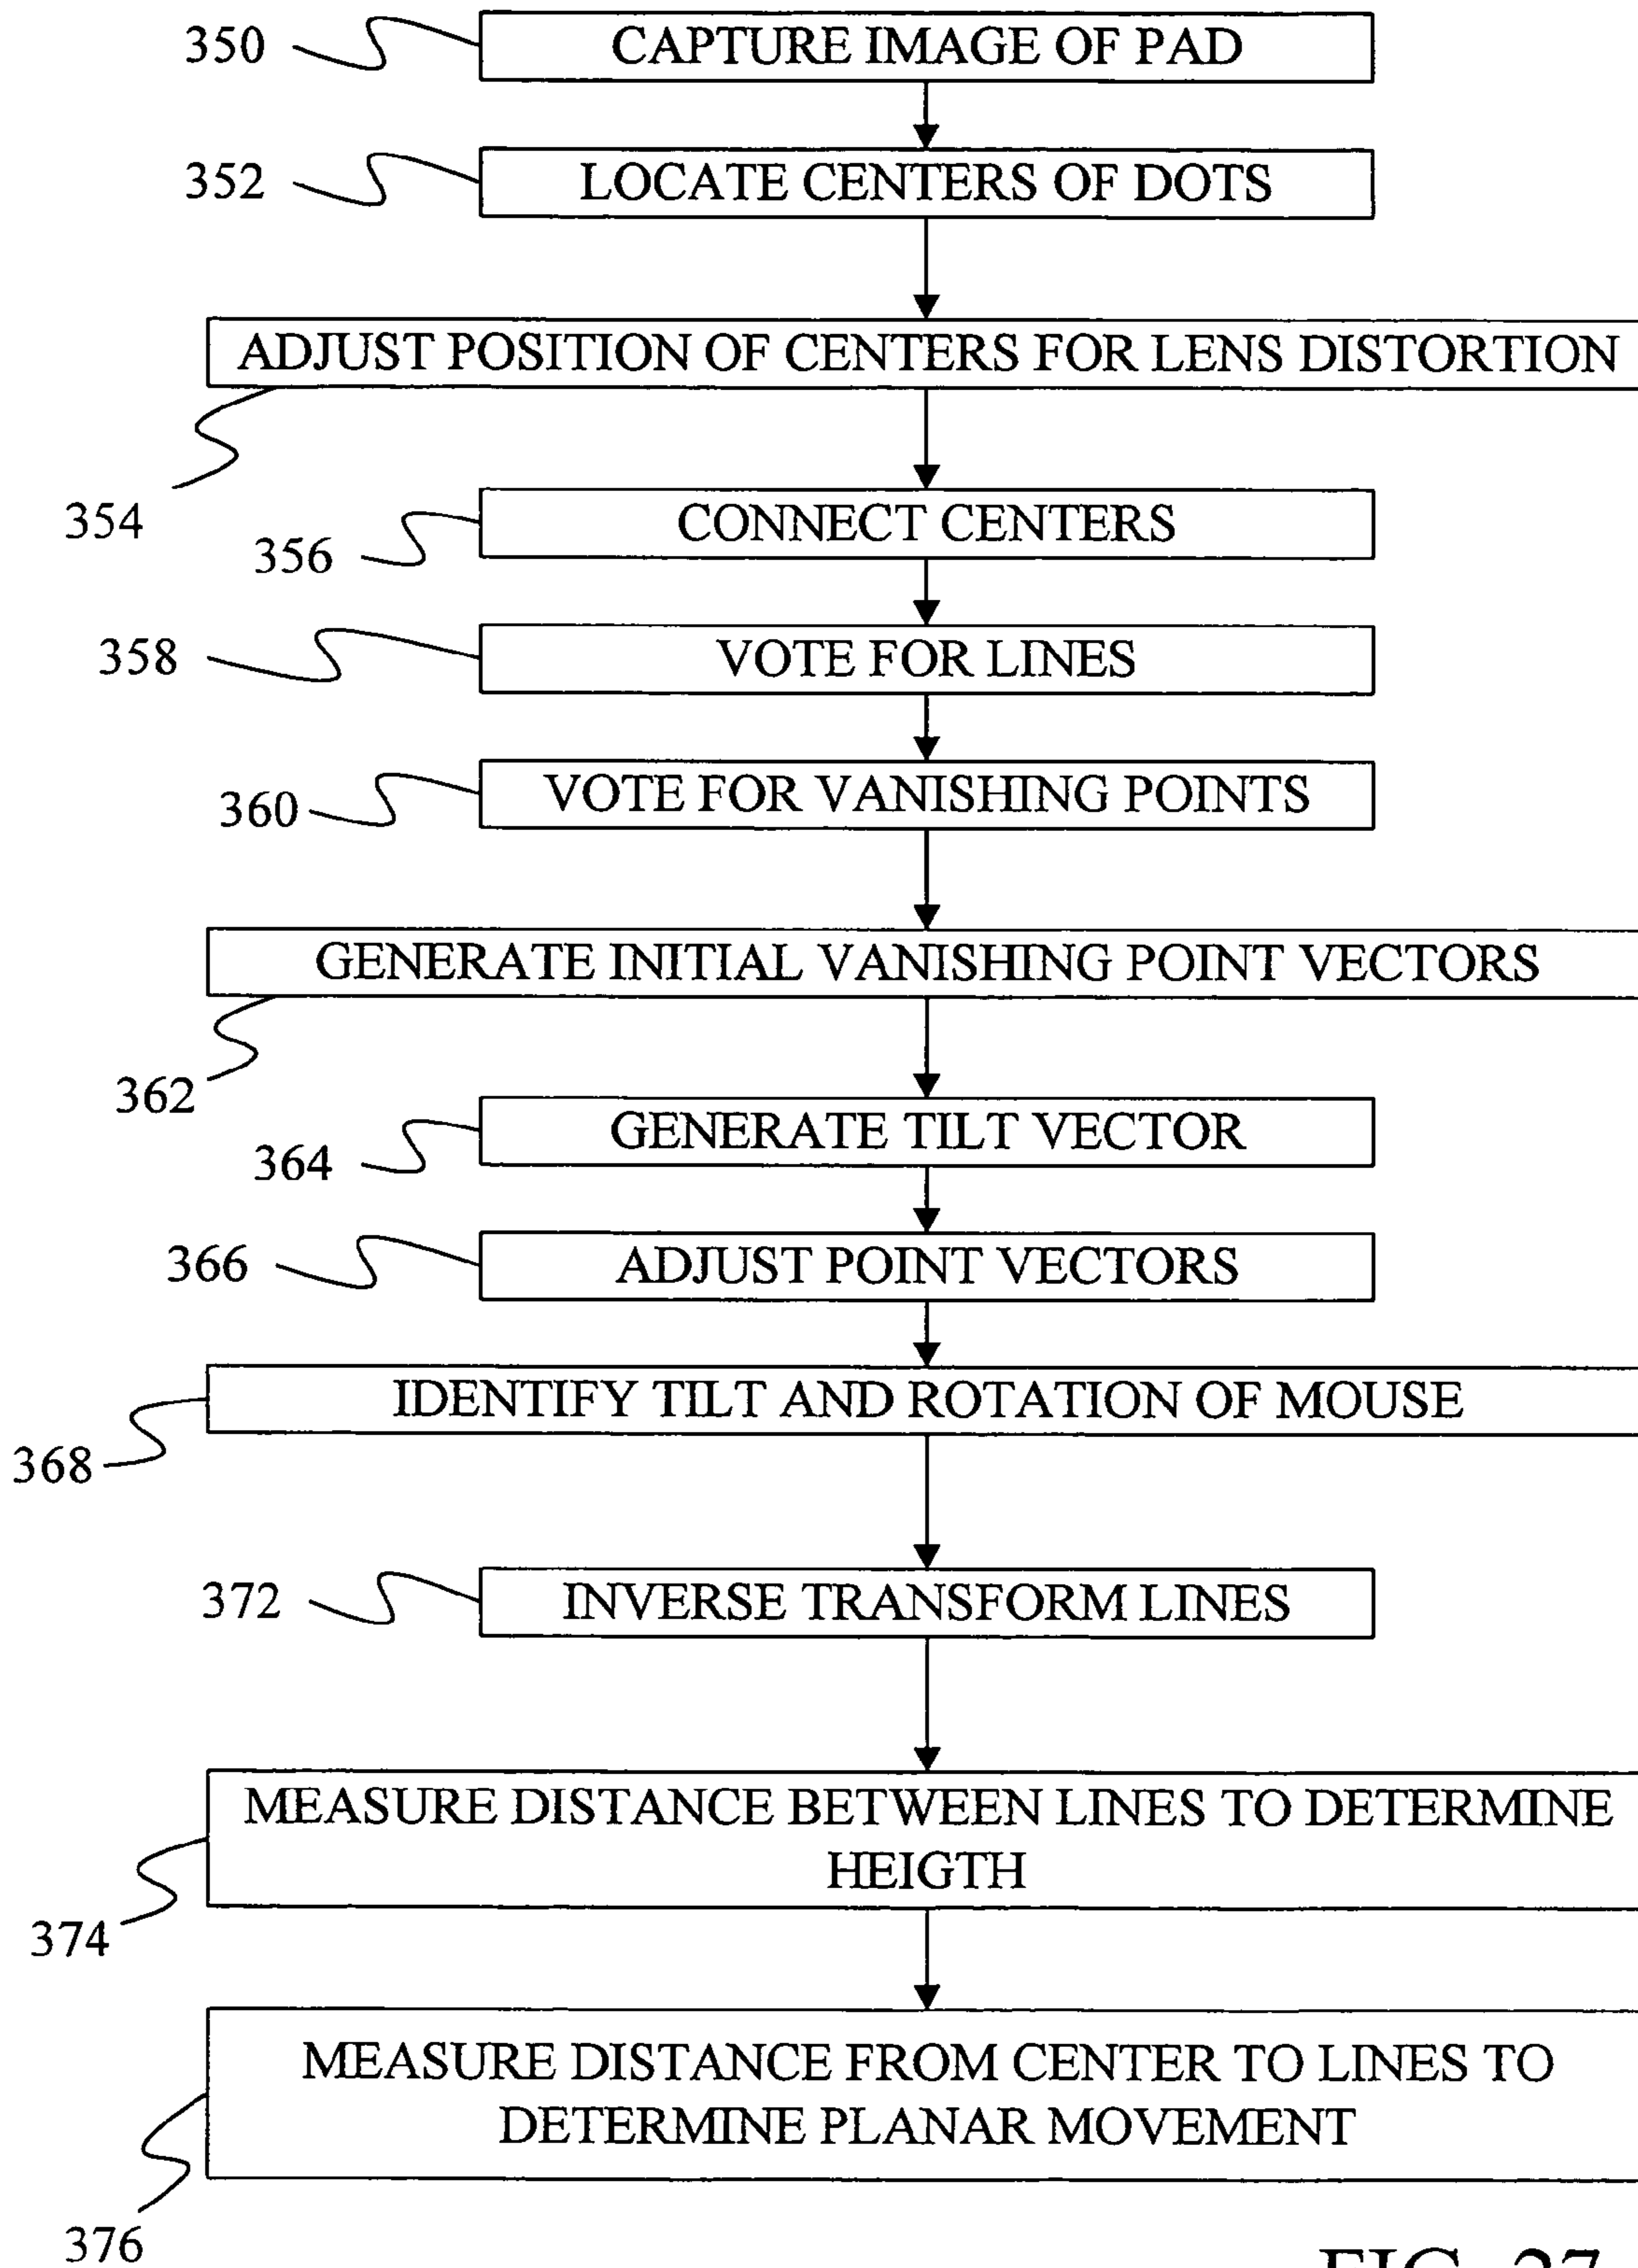 350
CAPTURE IMAGE OF PAD
352
LOCATE CENTERS OF DOTS
ADJUST POSITION OF CENTERS FOR LENS DISTORTION
354
CONNECT CENTERS
356
358
VOTE FOR LINES
360
VOTE FOR VANISHING POINTS
GENERATE INITIAL VANISHING POINT VECTORS
362
GENERATE TILT VECTOR
364
366
ADJUST POINT VECTORS
IDENTIFY TILT AND ROTATION OF MOUSE
368
372
INVERSE TRANSFORM LINES
MEASURE DISTANCE BETWEEN LINES TO DETERMINE
HEIGTH
374
MEASURE DISTANCE FROM CENTER TO LINES TO
DETERMINE PLANAR MOVEMENT
376
FIG. 27